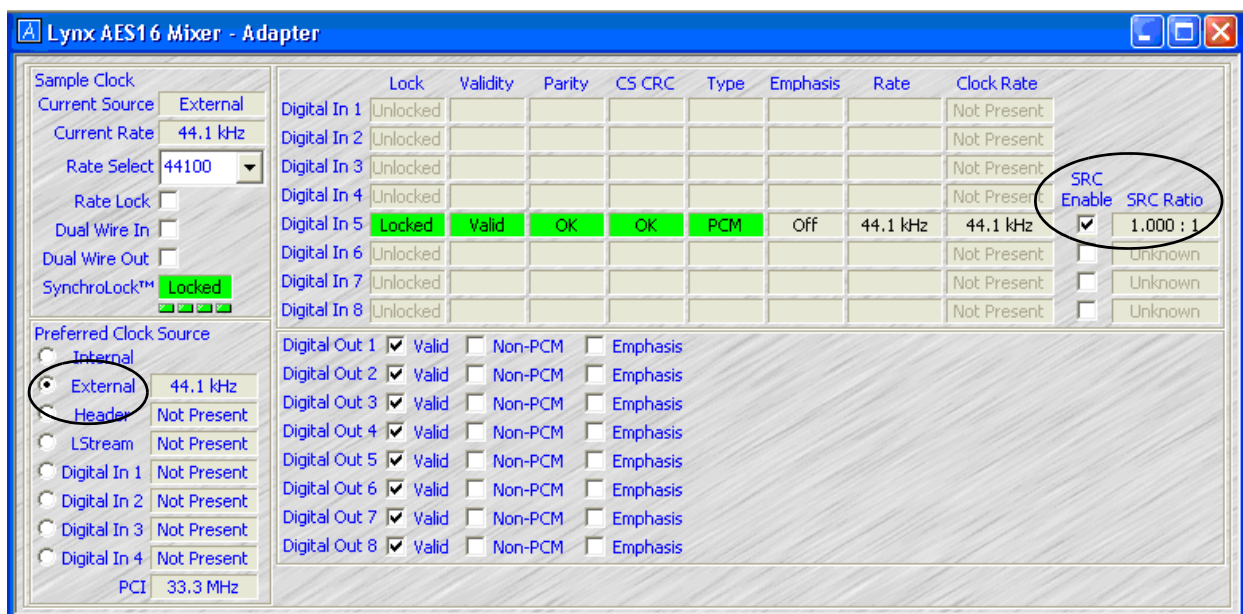 Lynx AES16 Mixer - Adapter
Sample Clock
Current Source External
Current Rate 44.1 kHz
Rate Select 44100
Rate Lock
Dual Wire In
Dual Wire Out
SynchroLock™ Locked
Preferred Clock Source
Internal
External 44.1 kHz
Header Not Present
LStream Not Present
Digital In 1 Not Present
Digital In 2 Not Present
Digital In 3 Not Present
Digital In 4 Not Present
PCI 33.3 MHz
Lock Validity Parity CS CRC Type Emphasis Rate Clock Rate
Digital In 1 Unlocked Not Present
Digital In 2 Unlocked Not Present
Digital In 3 Unlocked Not Present
Digital In 4 Unlocked Not Present
SRC
Enable SRC Ratio
Digital In 5 Locked Valid OK OK PCM Off 44.1 kHz 44.1 kHz 1.000 : 1
Digital In 6 Unlocked Not Present Unknown
Digital In 7 Unlocked Not Present Unknown
Digital In 8 Unlocked Not Present Unknown
Digital Out 1 Valid Non-PCM Emphasis
Digital Out 2 Valid Non-PCM Emphasis
Digital Out 3 Valid Non-PCM Emphasis
Digital Out 4 Valid Non-PCM Emphasis
Digital Out 5 Valid Non-PCM Emphasis
Digital Out 6 Valid Non-PCM Emphasis
Digital Out 7 Valid Non-PCM Emphasis
Digital Out 8 Valid Non-PCM Emphasis